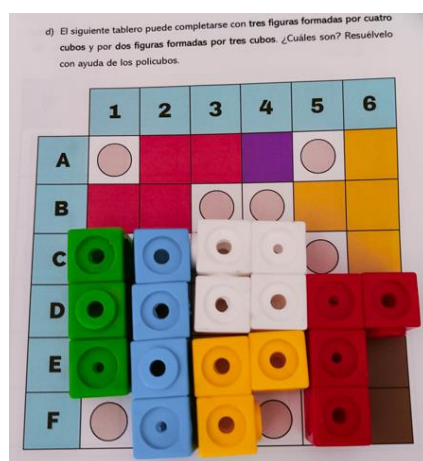 d) El siguiente tablero puede completarse con tres figuras formadas por cuatro
cubos y por dos figuras formadas por tres cubos. ¿Cuáles son? Resuélvelo
con ayuda de los policubos.
1 2 3 4 5 6
A
B
C
D
E
F